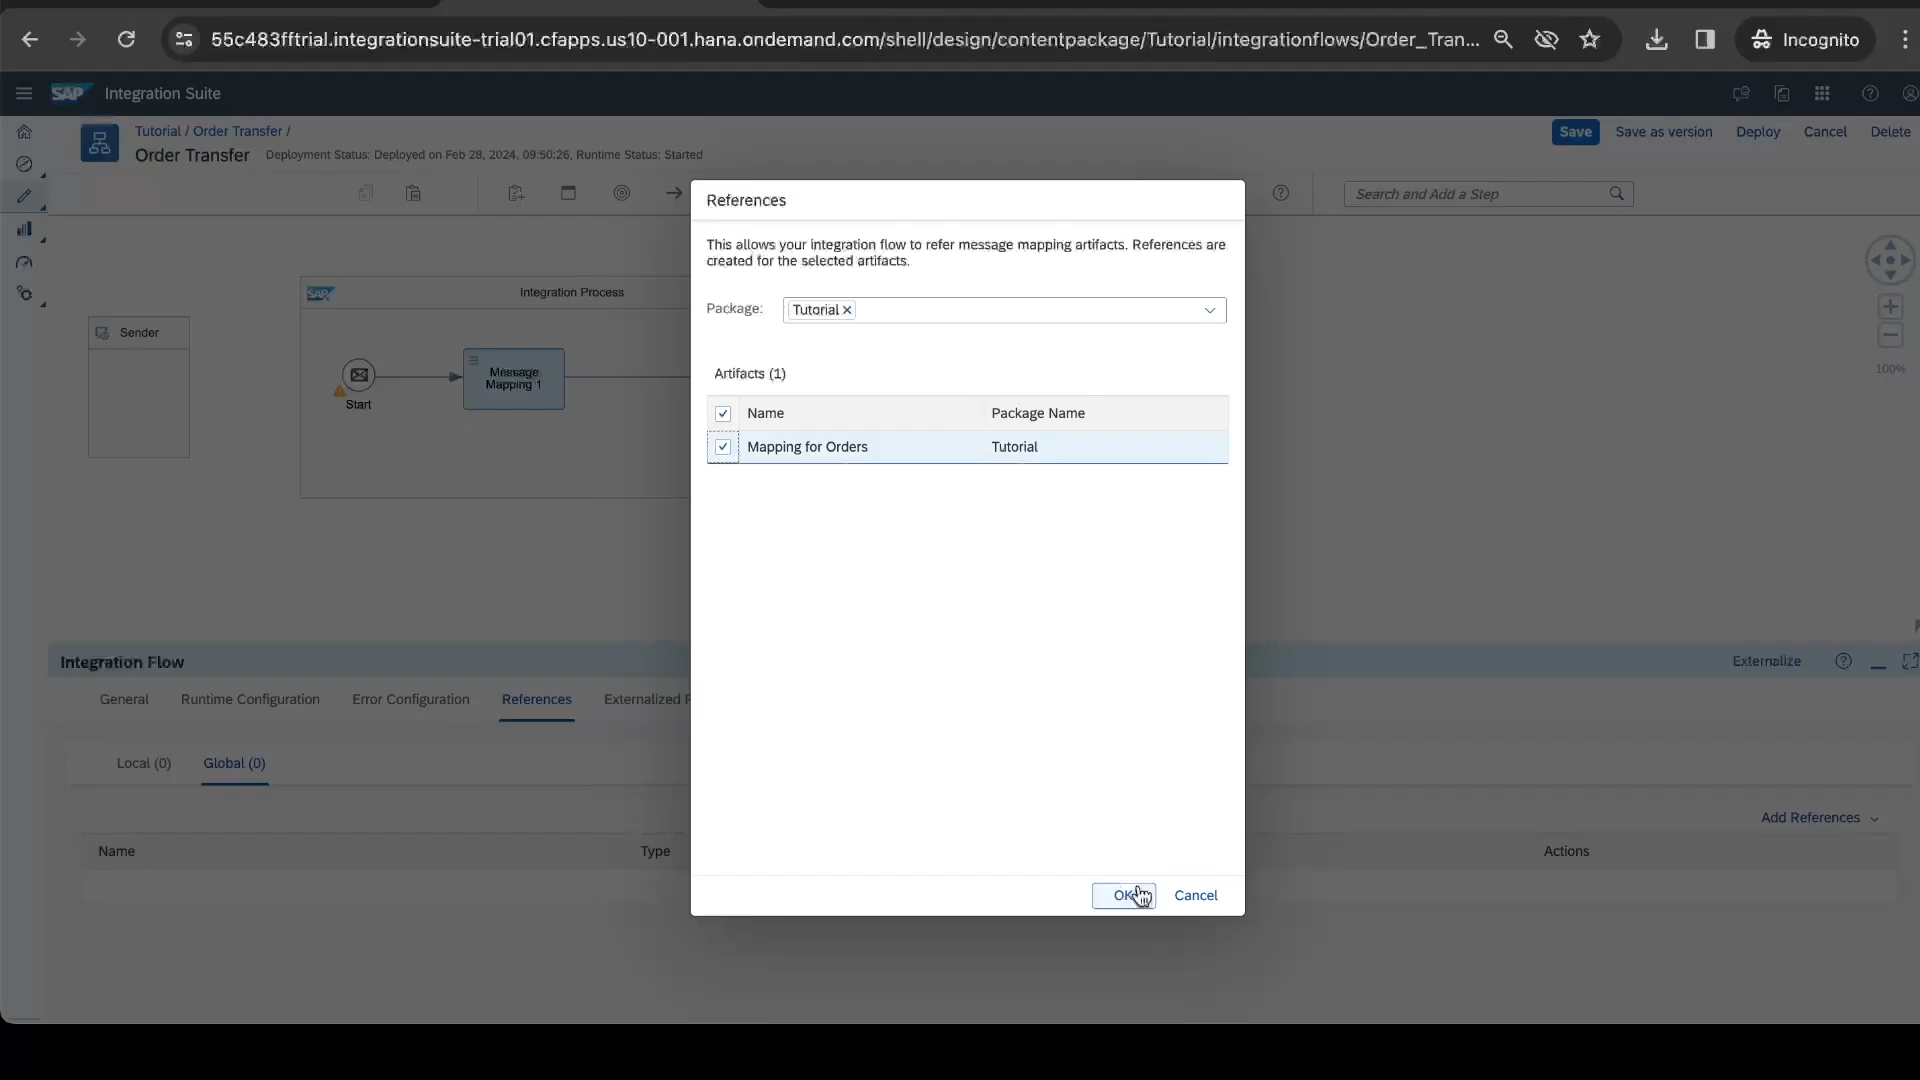 55c483fftrial.integrationsuite-trial01.cfapps.us10-001.hana.ondemand.com/shell/design/contentpackage/Tutorial/integrationflows/Order_Tran...
Incognito
SAP
Integration Suite
Tutorial / Order Transfer /
Order Transfer
Deployment Status: Deployed on Feb 28, 2024, 09:50:26, Runtime Status: Started
Save
Save as version
Deploy
Cancel
Delete
Search and Add a Step
References
This allows your integration flow to refer message mapping artifacts. References are
created for the selected artifacts.
Package:
Tutorial
Artifacts (1)
Name
Package Name
Mapping for Orders
Tutorial
OK
Cancel
SAP
Integration Process
Sender
Start
Message
Mapping 1
100%
Integration Flow
Externalize
General
Runtime Configuration
Error Configuration
References
Externalized
Local (0)
Global (0)
Add References
Name
Type
Actions